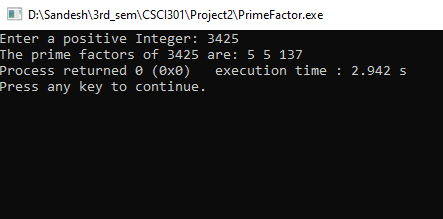 D:\Sandesh\3rd_sem\CSCI301\Project2\PrimeFactor.exe
Enter a positive Integer: 3425
The prime factors of 3425 are: 5 5 137
Process returned 0 (0x0)   execution time : 2.942 s
Press any key to continue.